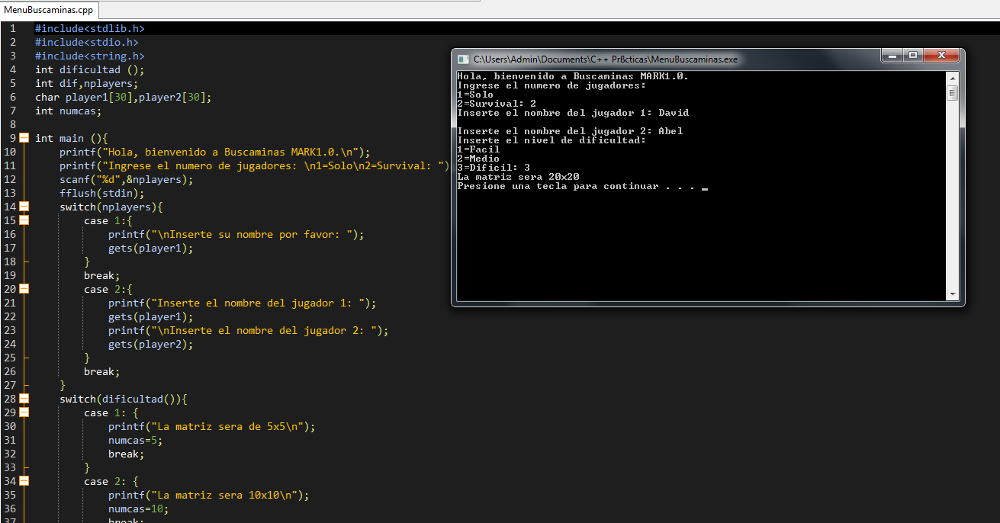 MenuBuscaminas.cpp
1 #include<stdlib.h>
2 #include<stdio.h>
3 #include<string.h>
4 int dificultad ();
5 int dif,nplayers;
6 char player1[30],player2[30];
7 int numcas;
8
9 int main (){
10 printf("Hola, bienvenido a Buscaminas MARK1.0.\n");
11 printf("Ingrese el numero de jugadores: \n1=Solo\n2=Survival: ")
12 scanf("%d",&nplayers);
13 fflush(stdin);
14 switch(nplayers){
15 case 1:{
16 printf("\nInserte su nombre por favor: ");
17 gets(player1);
18 }
19 break;
20 case 2:{
21 printf("Inserte el nombre del jugador 1: ");
22 gets(player1);
23 printf("\nInserte el nombre del jugador 2: ");
24 gets(player2);
25 }
26 break;
27 }
28 switch(dificultad()){
29 case 1: {
30 printf("La matriz sera de 5x5\n");
31 numcas=5;
32 break;
33 }
34 case 2: {
35 printf("La matriz sera 10x10\n");
36 numcas=10;
37 break;
C:\Users\Admin\Documents\C++ Prßcticas\MenuBuscaminas.exe
Hola, bienvenido a Buscaminas MARK1.0.
Ingrese el numero de jugadores:
1=Solo
2=Survival: 2
Inserte el nombre del jugador 1: David
Inserte el nombre del jugador 2: Abel
Inserte el nivel de dificultad:
1=Facil
2=Medio
3=Dificil: 3
La matriz sera 20x20
Presione una tecla para continuar . . . _